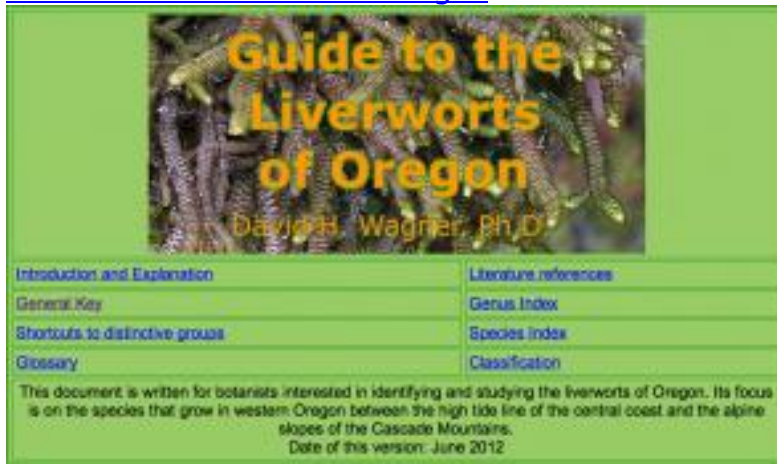 Guide to the
Liverworts
of Oregon
David H. Wagner, Ph.D.
Introduction and Explanation
Literature references
General Key
Genus Index
Shortcuts to distinctive groups
Species Index
Glossary
Classification
This document is written for botanists interested in identifying and studying the liverworts of Oregon. Its focus
is on the species that grow in western Oregon between the high tide line of the central coast and the alpine
slopes of the Cascade Mountains.
Date of this version: June 2012